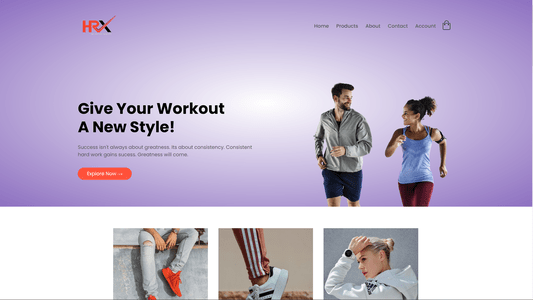 HRX
Home Products About Contact Account
Give Your Workout
A New Style!
Success isn't always about greatness. Its about consistency. Consistent
hard work gains sucess. Greatness will come.
Explore Now →